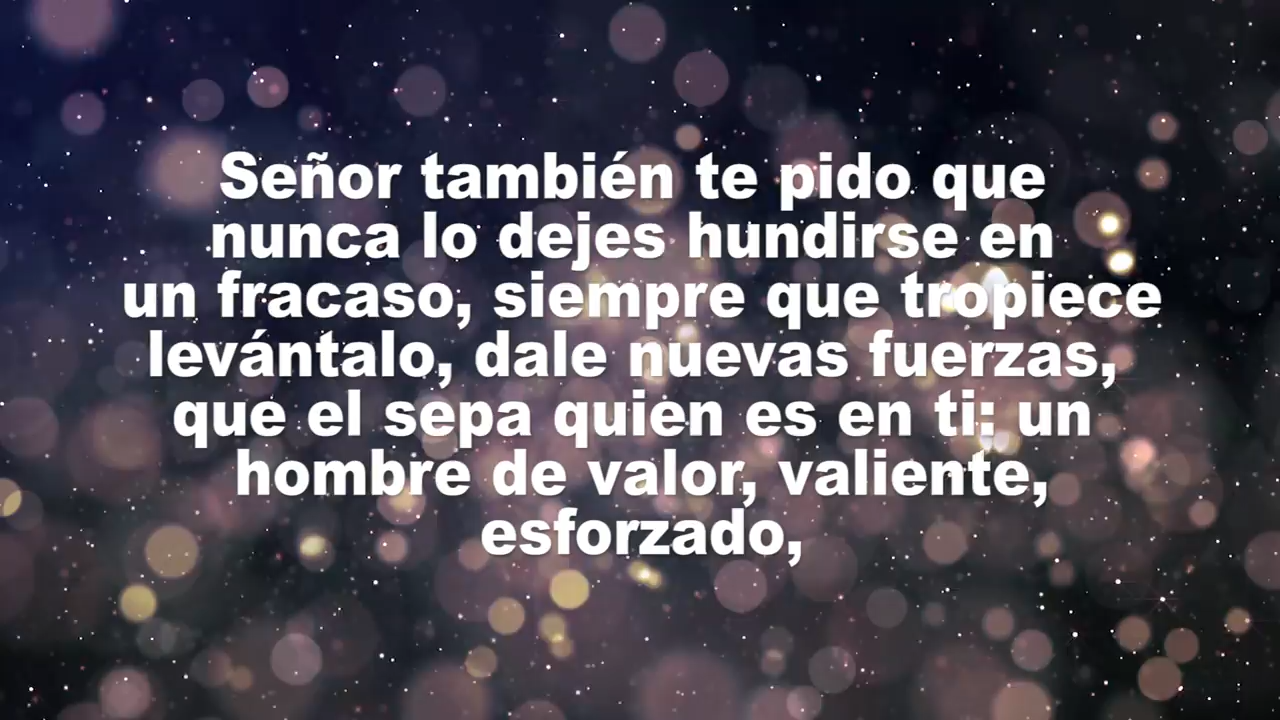 Señor también te pido que
nunca lo dejes hundirse en
un fracaso, siempre que tropiece
levántalo, dale nuevas fuerzas,
que el sepa quien es en ti: un
hombre de valor, valiente,
esforzado,